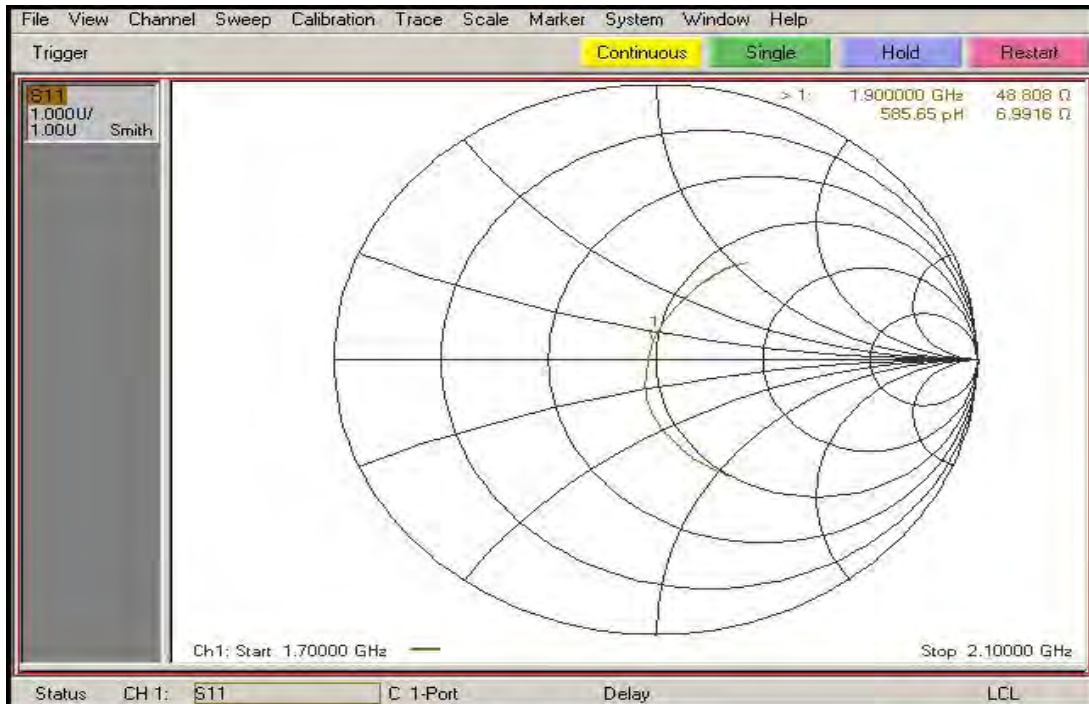 File View Channel Sweep Calibration Trace Scale Marker System Window Help
Trigger Continuous Single Hold Restart
S11
1.000U/
1.00U Smith
> 1: 1.900000 GHz 48.808 Ω
585.65 pH 6.9916 Ω
1
Ch1: Start 1.70000 GHz Stop 2.10000 GHz
Status CH 1: S11 C 1-Port Delay LCL